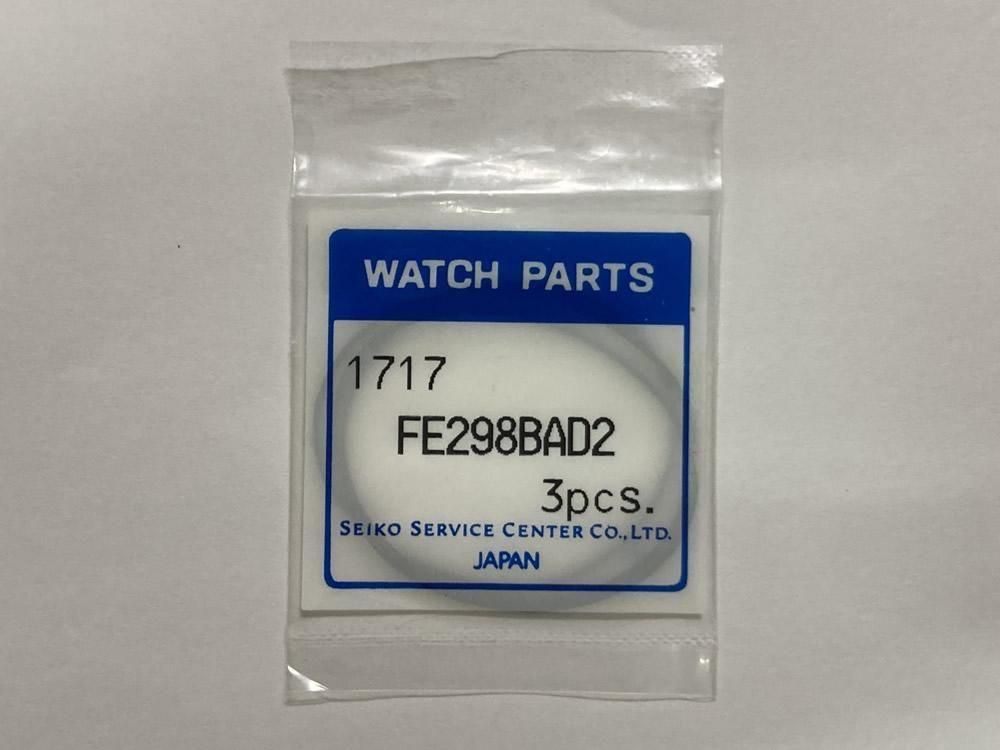 WATCH PARTS
1717
FE298BAD2
3pcs.
SEIKO SERVICE CENTER CO.,LTD.
JAPAN